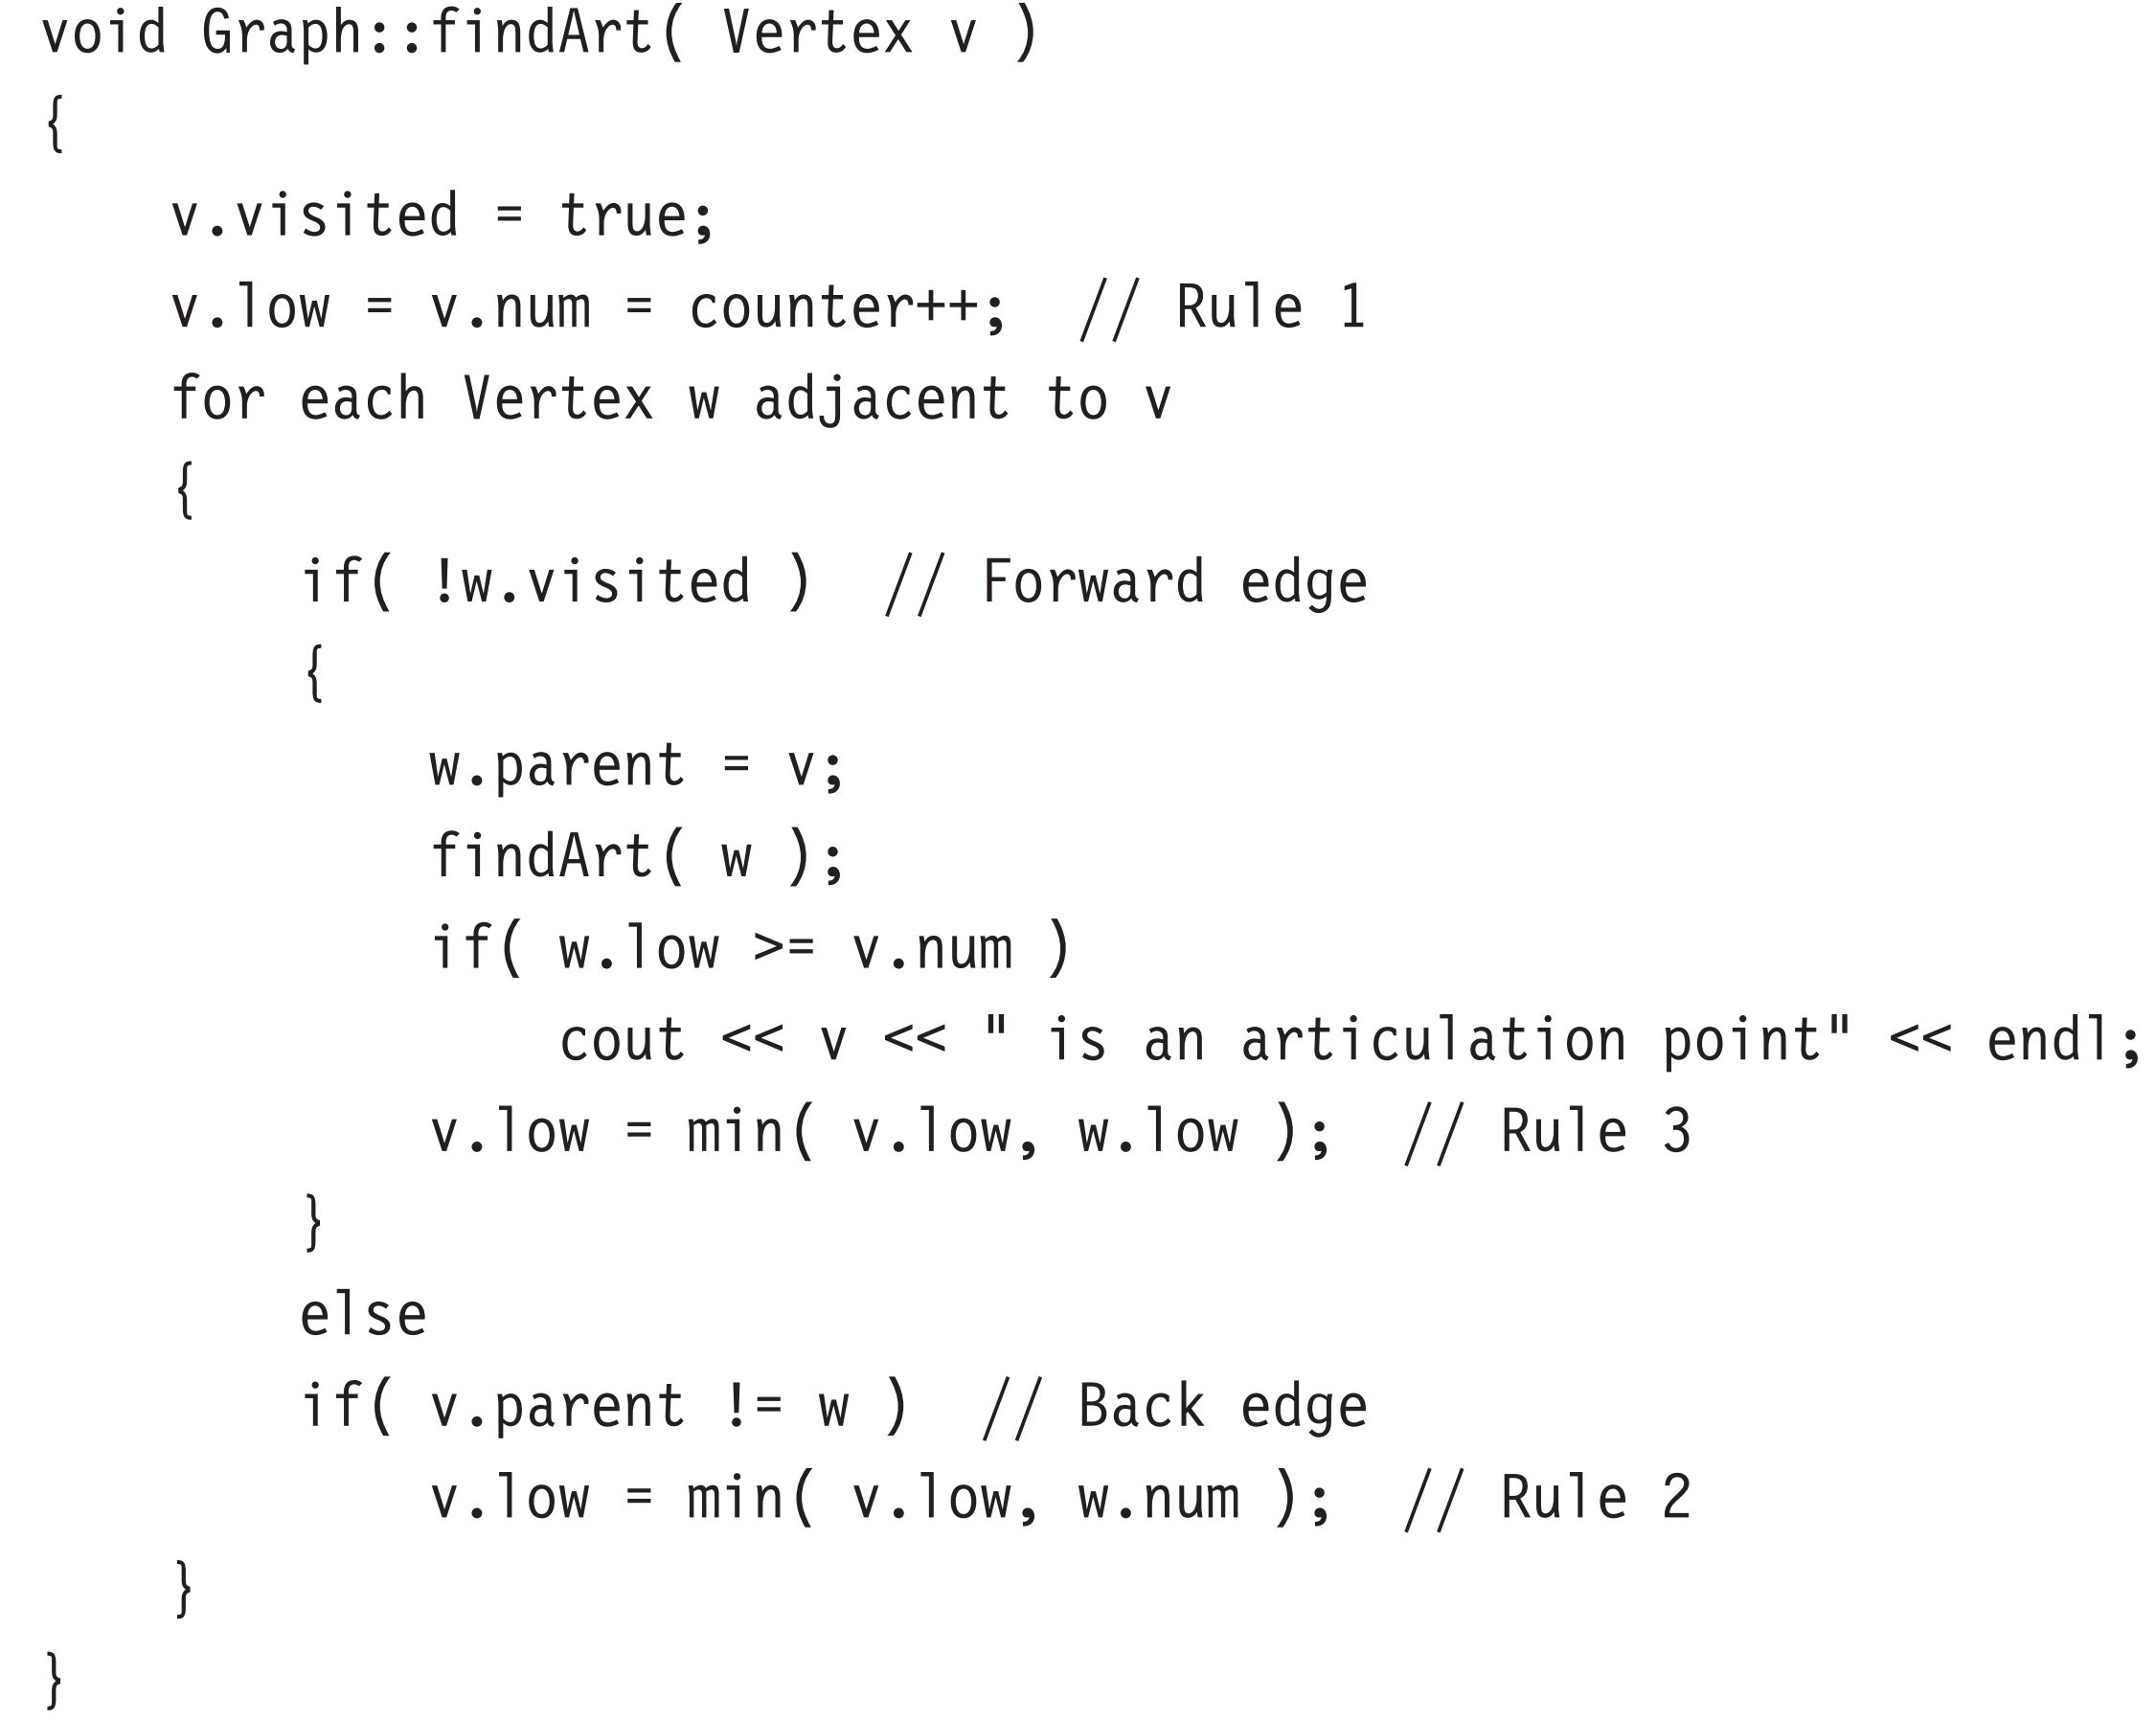 void Graph::findArt( Vertex v )
{
    v.visited = true;
    v.low = v.num = counter++;  // Rule 1
    for each Vertex w adjacent to v
    {
        if( !w.visited )  // Forward edge
        {
            w.parent = v;
            findArt( w );
            if( w.low >= v.num )
                cout << v << " is an articulation point" << endl;
            v.low = min( v.low, w.low );  // Rule 3
        }
        else
        if( v.parent != w )  // Back edge
            v.low = min( v.low, w.num );  // Rule 2
    }
}